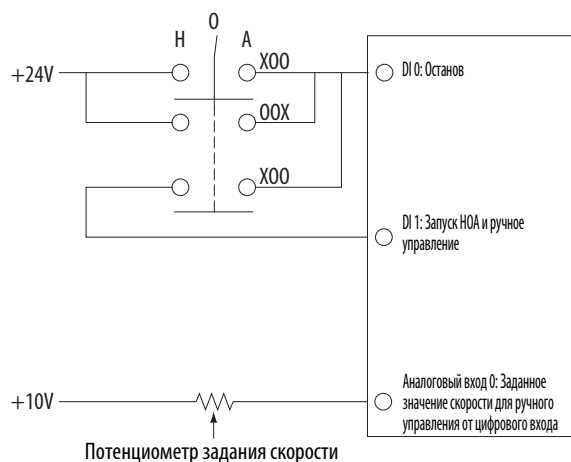 O
H A
+24V
XOO
DI 0: Останов
OOX
XOO
DI 1: Запуск HOA и ручное
управление
+10V
Аналоговый вход 0: Заданное
значение скорости для ручного
управления от цифрового входа
Потенциометр задания скорости